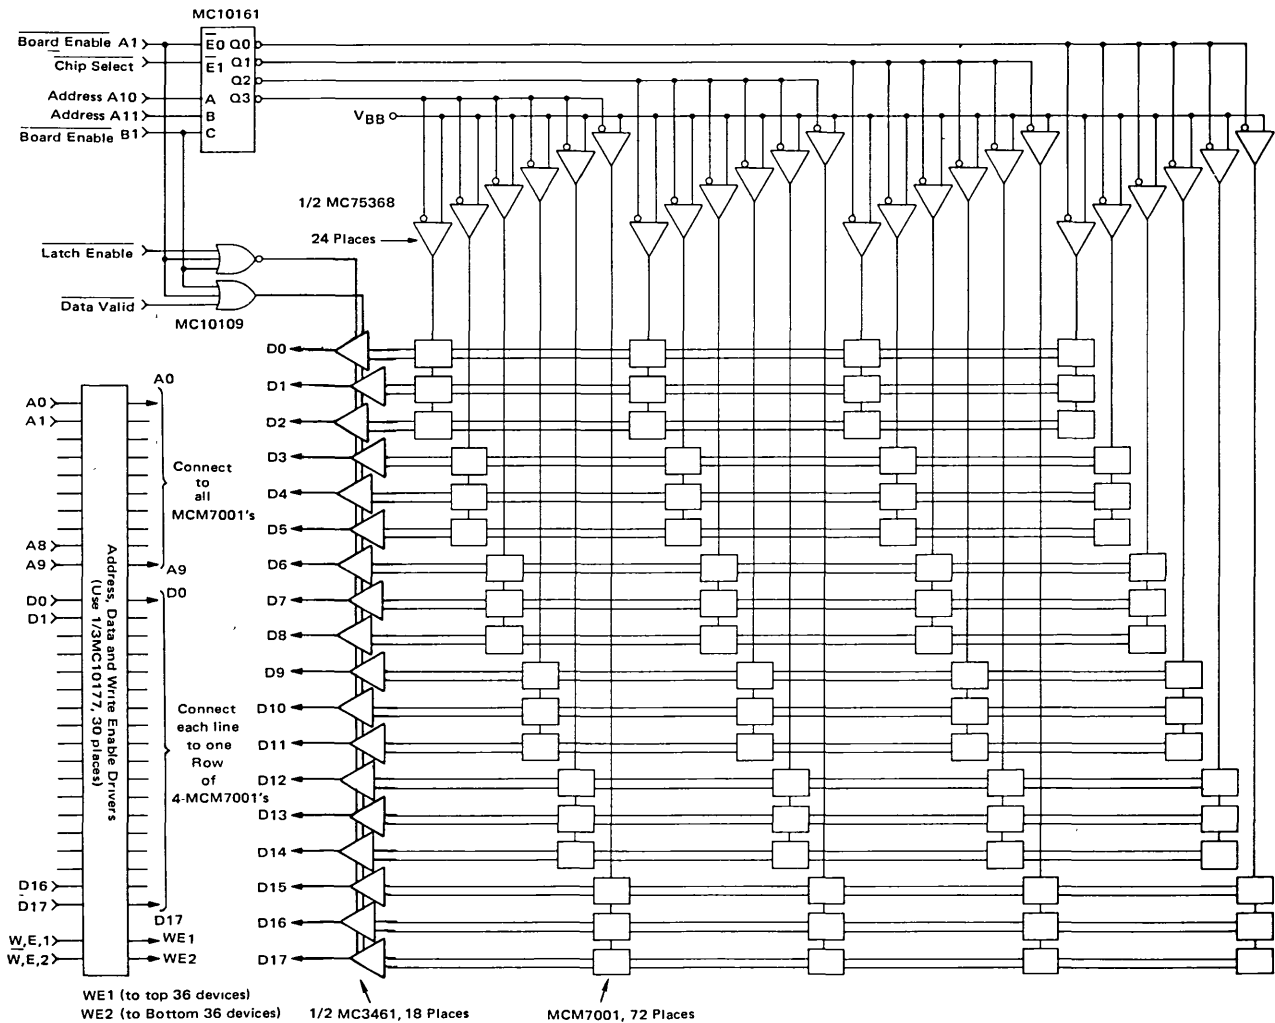 MC10161
Board Enable A1
Chip Select
Address A10
Address A11
Board Enable B1
E0 Q0
E1 Q1
Q2
A Q3
B
C
VBB
1/2 MC75368
24 Places
Latch Enable
Data Valid
MC10109
D0
D1
D2
D3
D4
D5
D6
D7
D8
D9
D10
D11
D12
D13
D14
D15
D16
D17
A0
A1
A8
A9
D0
D1
D16
D17
W,E,1
W,E,2
Address, Data and Write Enable Drivers
(Use 1/3MC10177, 30 places)
A0
Connect
to
all
MCM7001's
A9
D0
Connect
each line
to one
Row
of
4-MCM7001's
D17
WE1
WE2
WE1 (to top 36 devices)
WE2 (to Bottom 36 devices)
1/2 MC3461, 18 Places
MCM7001, 72 Places